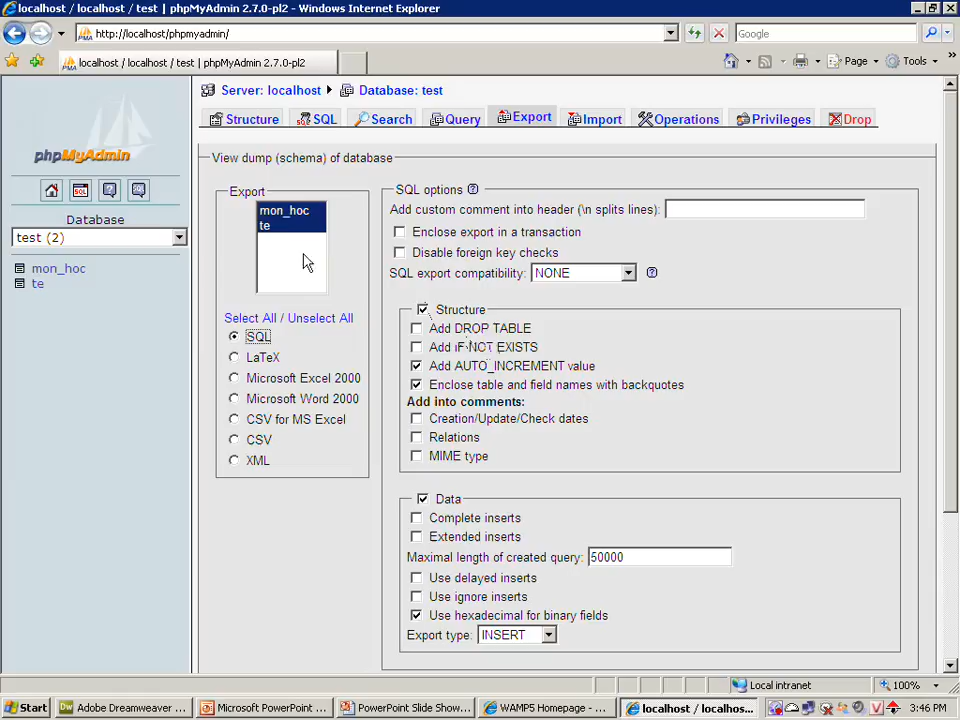 localhost / localhost / test | phpMyAdmin 2.7.0-pl2 - Windows Internet Explorer
http://localhost/phpmyadmin/
Google
localhost / localhost / test | phpMyAdmin 2.7.0-pl2
Page
Tools
phpMyAdmin
Database
test (2)
mon_hoc
te
Server: localhost
Database: test
Structure
SQL
Search
Query
Export
Import
Operations
Privileges
Drop
View dump (schema) of database
Export
mon_hoc
te
Select All / Unselect All
SQL
LaTeX
Microsoft Excel 2000
Microsoft Word 2000
CSV for MS Excel
CSV
XML
SQL options
Add custom comment into header (\n splits lines):
Enclose export in a transaction
Disable foreign key checks
SQL export compatibility: NONE
Structure
Add DROP TABLE
Add IF NOT EXISTS
Add AUTO_INCREMENT value
Enclose table and field names with backquotes
Add into comments:
Creation/Update/Check dates
Relations
MIME type
Data
Complete inserts
Extended inserts
Maximal length of created query: 50000
Use delayed inserts
Use ignore inserts
Use hexadecimal for binary fields
Export type: INSERT
Local intranet
100%
Start
Adobe Dreamweaver ...
Microsoft PowerPoint ...
PowerPoint Slide Show...
WAMP5 Homepage - ...
localhost / localhos...
3:46 PM